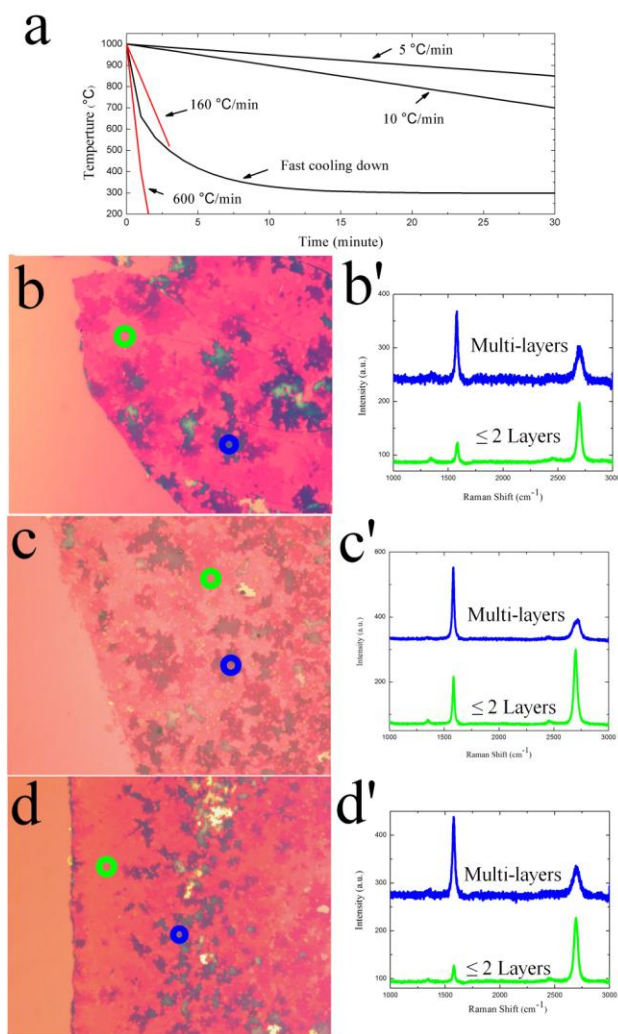 a
1000
900
800
700
600
500
400
300
200
Temperture (°C)
5 °C/min
10 °C/min
160 °C/min
Fast cooling down
600 °C/min
0 5 10 15 20 25 30
Time (minute)
b
b'
400
300
200
100
Intensity (a.u.)
Multi-layers
≤ 2 Layers
1000 1500 2000 2500 3000
Raman Shift (cm-1)
c
c'
600
400
200
Intensity (a.u.)
Multi-layers
≤ 2 Layers
1000 1500 2000 2500 3000
Raman Shift (cm-1)
d
d'
400
300
200
100
Intensity (a.u.)
Multi-layers
≤ 2 Layers
1000 1500 2000 2500 3000
Raman Shift (cm-1)